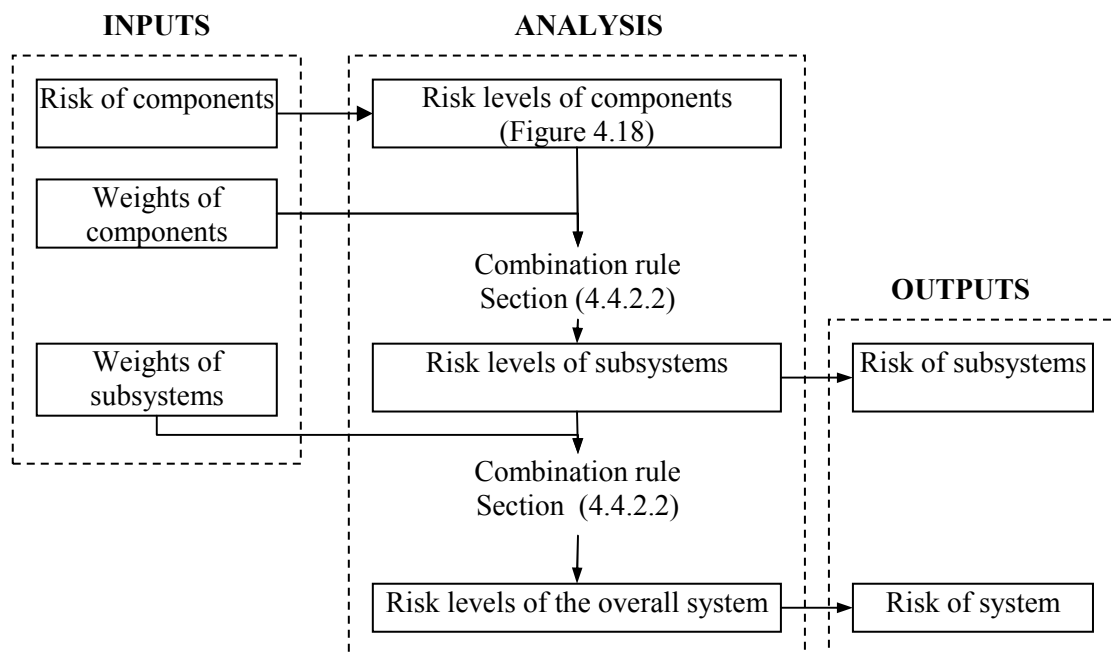 INPUTS
ANALYSIS
Risk of components
Risk levels of components
(Figure 4.18)
Weights of
components
Combination rule
Section (4.4.2.2)
OUTPUTS
Weights of
subsystems
Risk levels of subsystems
Risk of subsystems
Combination rule
Section (4.4.2.2)
Risk levels of the overall system
Risk of system